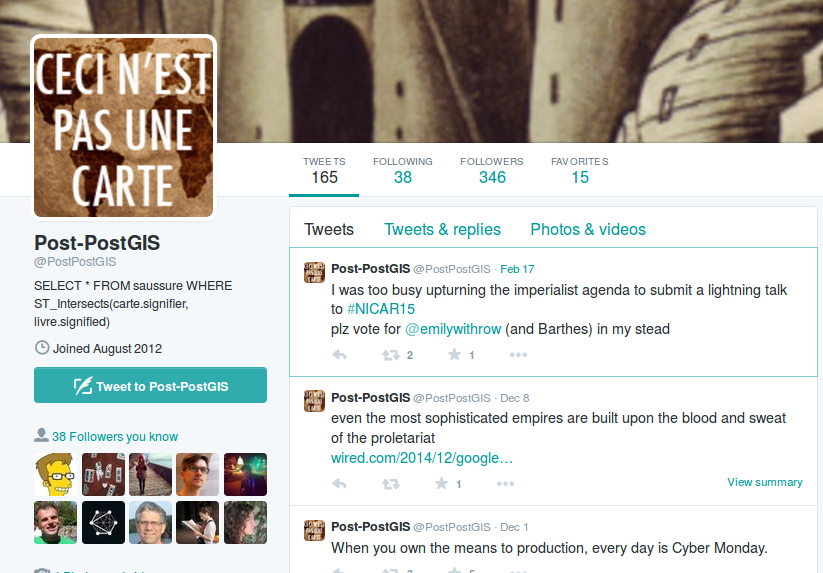 CECI N'EST
PAS UNE
CARTE
TWEETS
165
FOLLOWING
38
FOLLOWERS
346
FAVORITES
15
Post-PostGIS
@PostPostGIS
SELECT * FROM saussure WHERE
ST_Intersects(carte.signifier,
livre.signified)
Joined August 2012
Tweet to Post-PostGIS
38 Followers you know
Tweets
Tweets & replies
Photos & videos
Post-PostGIS @PostPostGIS · Feb 17
I was too busy upturning the imperialist agenda to submit a lightning talk
to #NICAR15
plz vote for @emilywithrow (and Barthes) in my stead
2
1
Post-PostGIS @PostPostGIS · Dec 8
even the most sophisticated empires are built upon the blood and sweat
of the proletariat
wired.com/2014/12/google…
1
View summary
Post-PostGIS @PostPostGIS · Dec 1
When you own the means to production, every day is Cyber Monday.